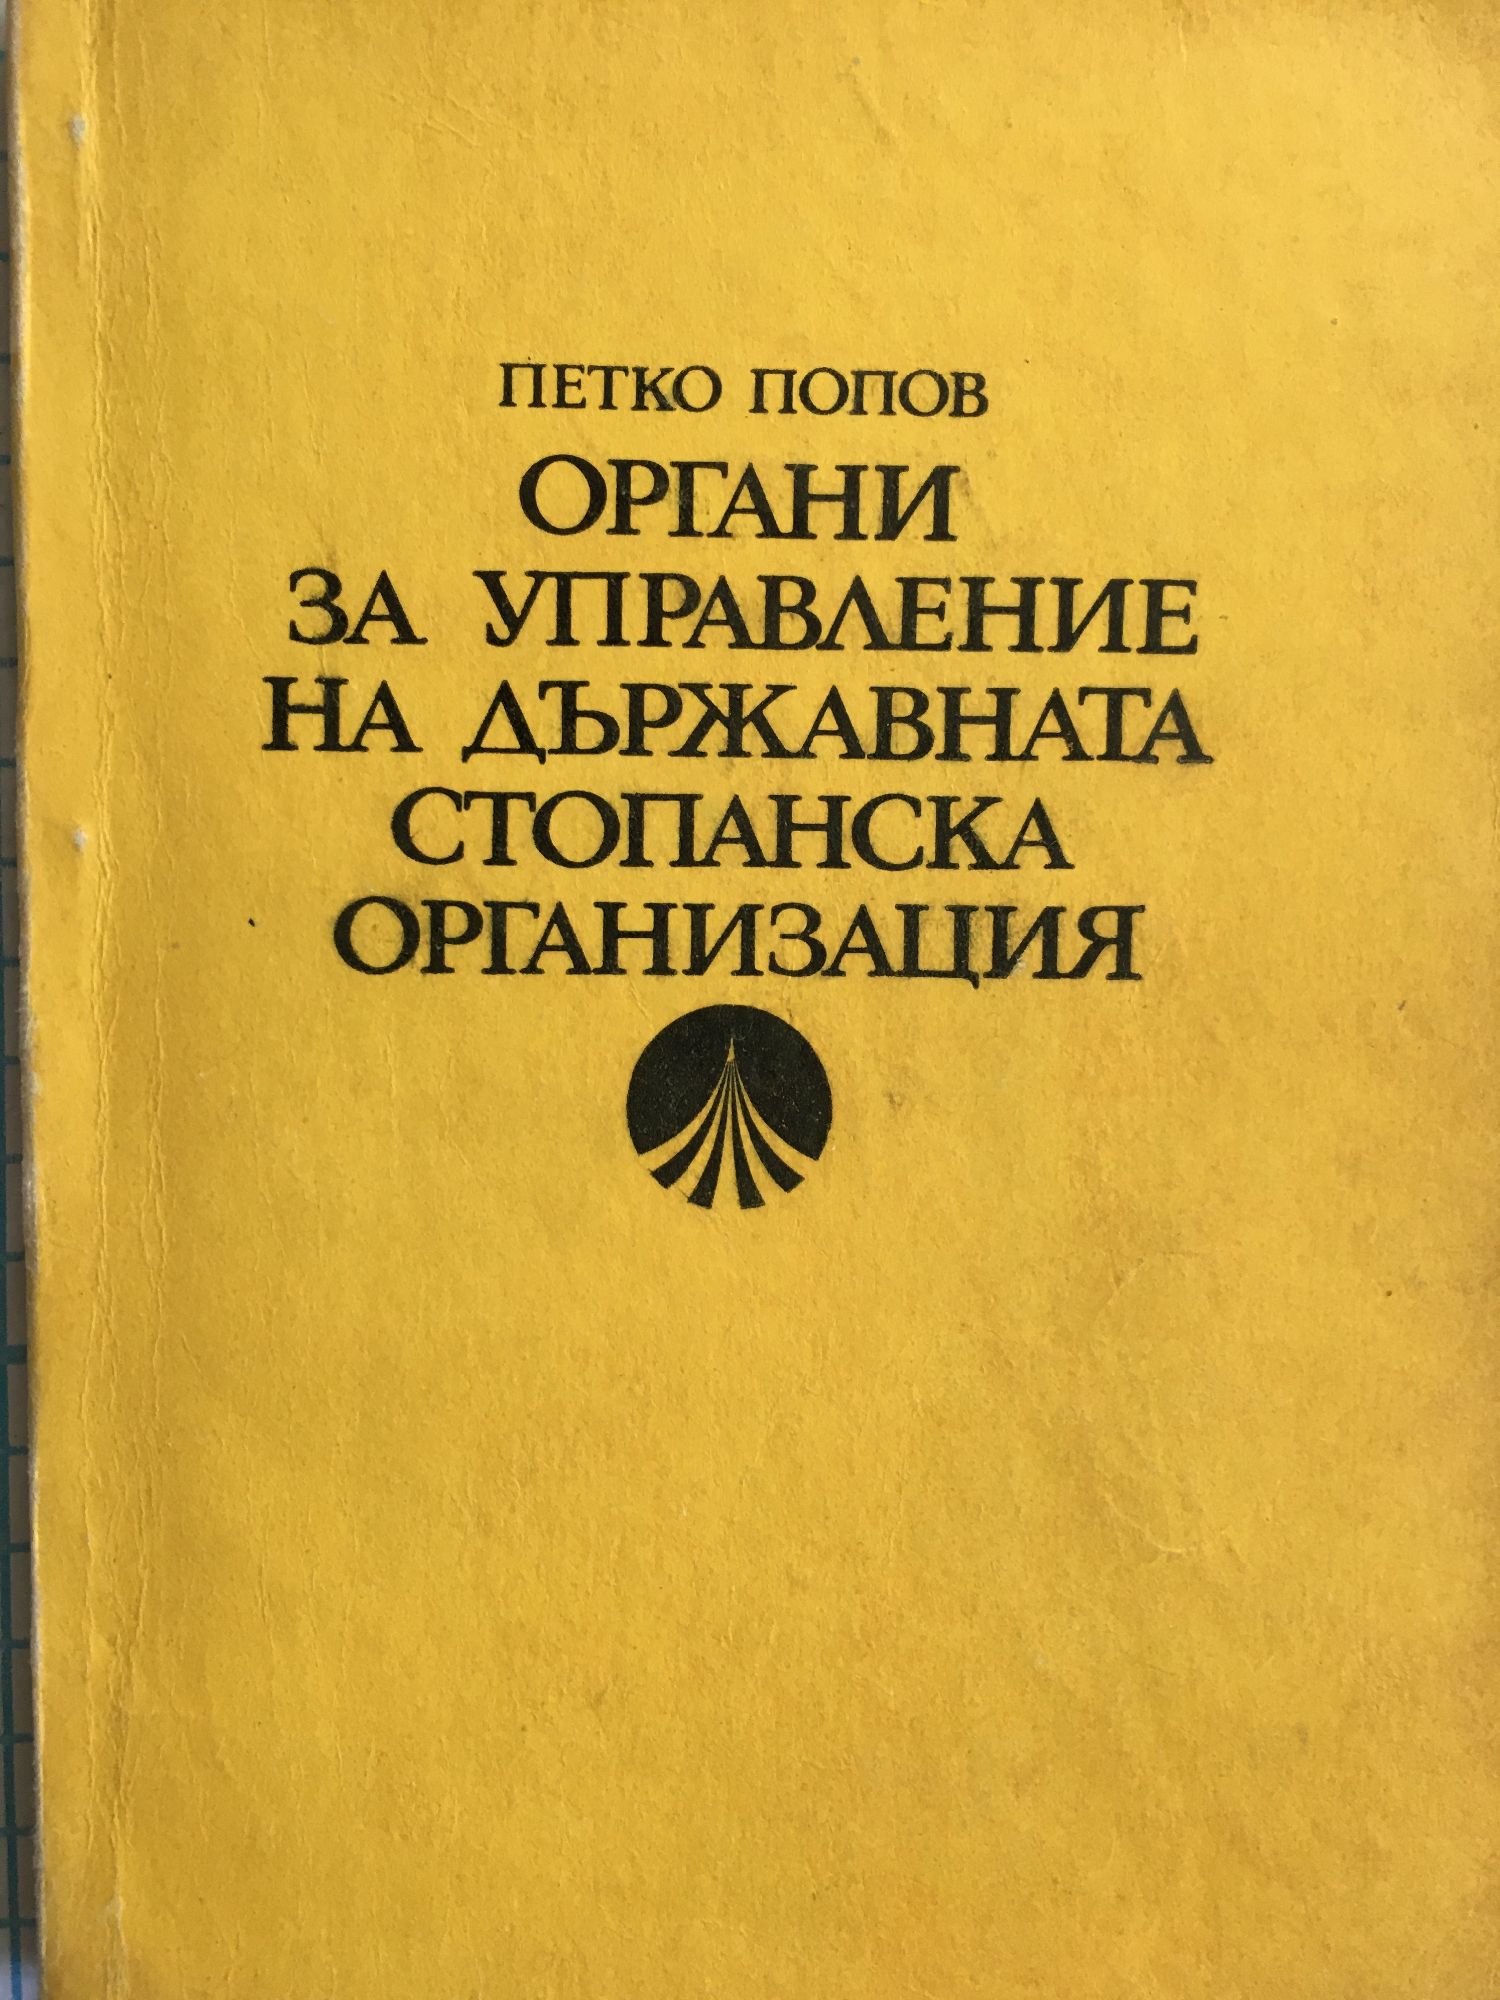 ПЕТКО ПОПОВ
ОРГАНИ
ЗА УПРАВЛЕНИЕ
НА ДЪРЖАВНАТА
СТОПАНСКА
ОРГАНИЗАЦИЯ